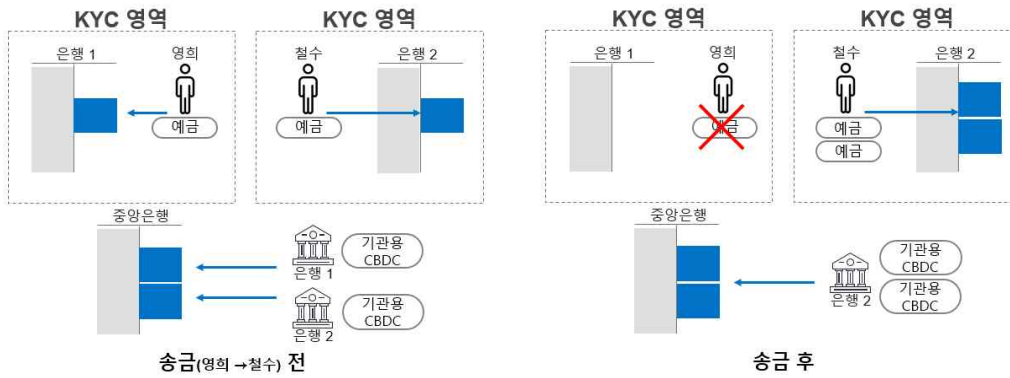 KYC 영역
KYC 영역
은행 1
영희
철수
은행 2
예금
예금
중앙은행
기관용
CBDC
은행 1
기관용
CBDC
은행 2
송금(영희 →철수) 전
KYC 영역
KYC 영역
은행 1
영희
철수
은행 2
예금
예금
예금
중앙은행
기관용
CBDC
기관용
CBDC
은행 2
송금 후